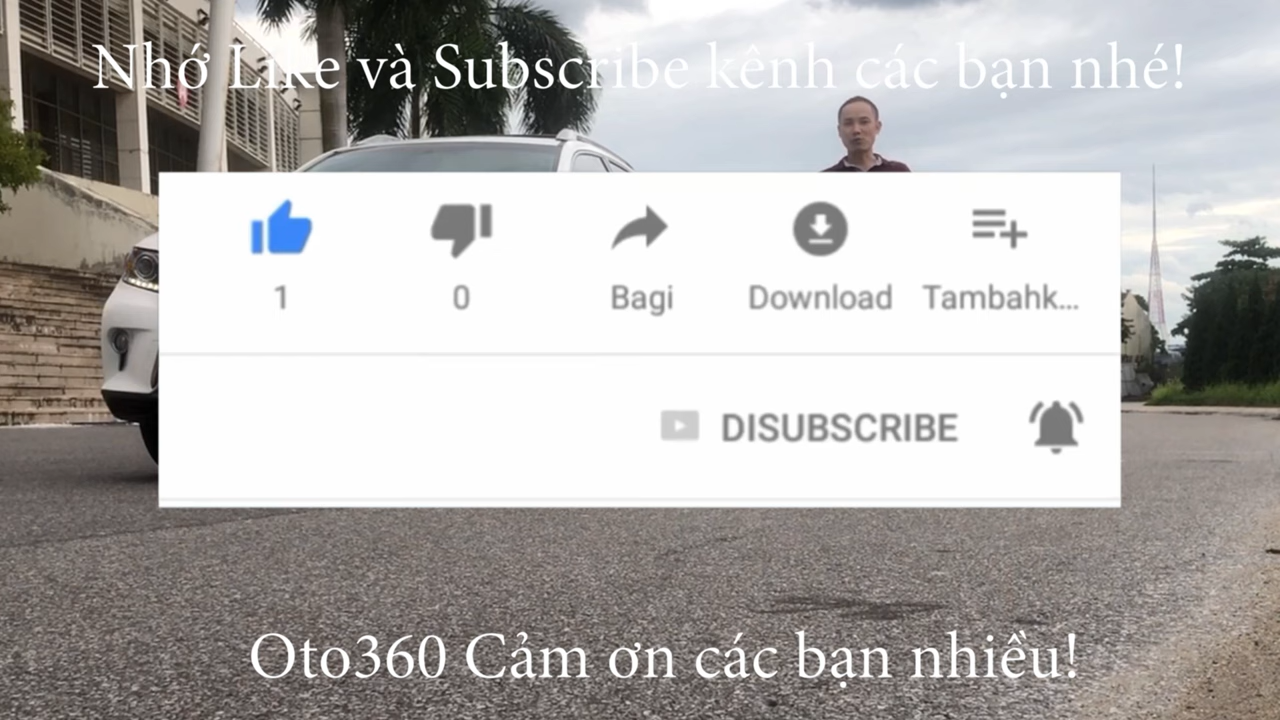 Nhớ Like và Subscribe kênh các bạn nhé!
1 0 Bagi Download Tambahk...
DISUBSCRIBE
Oto360 Cảm ơn các bạn nhiều!